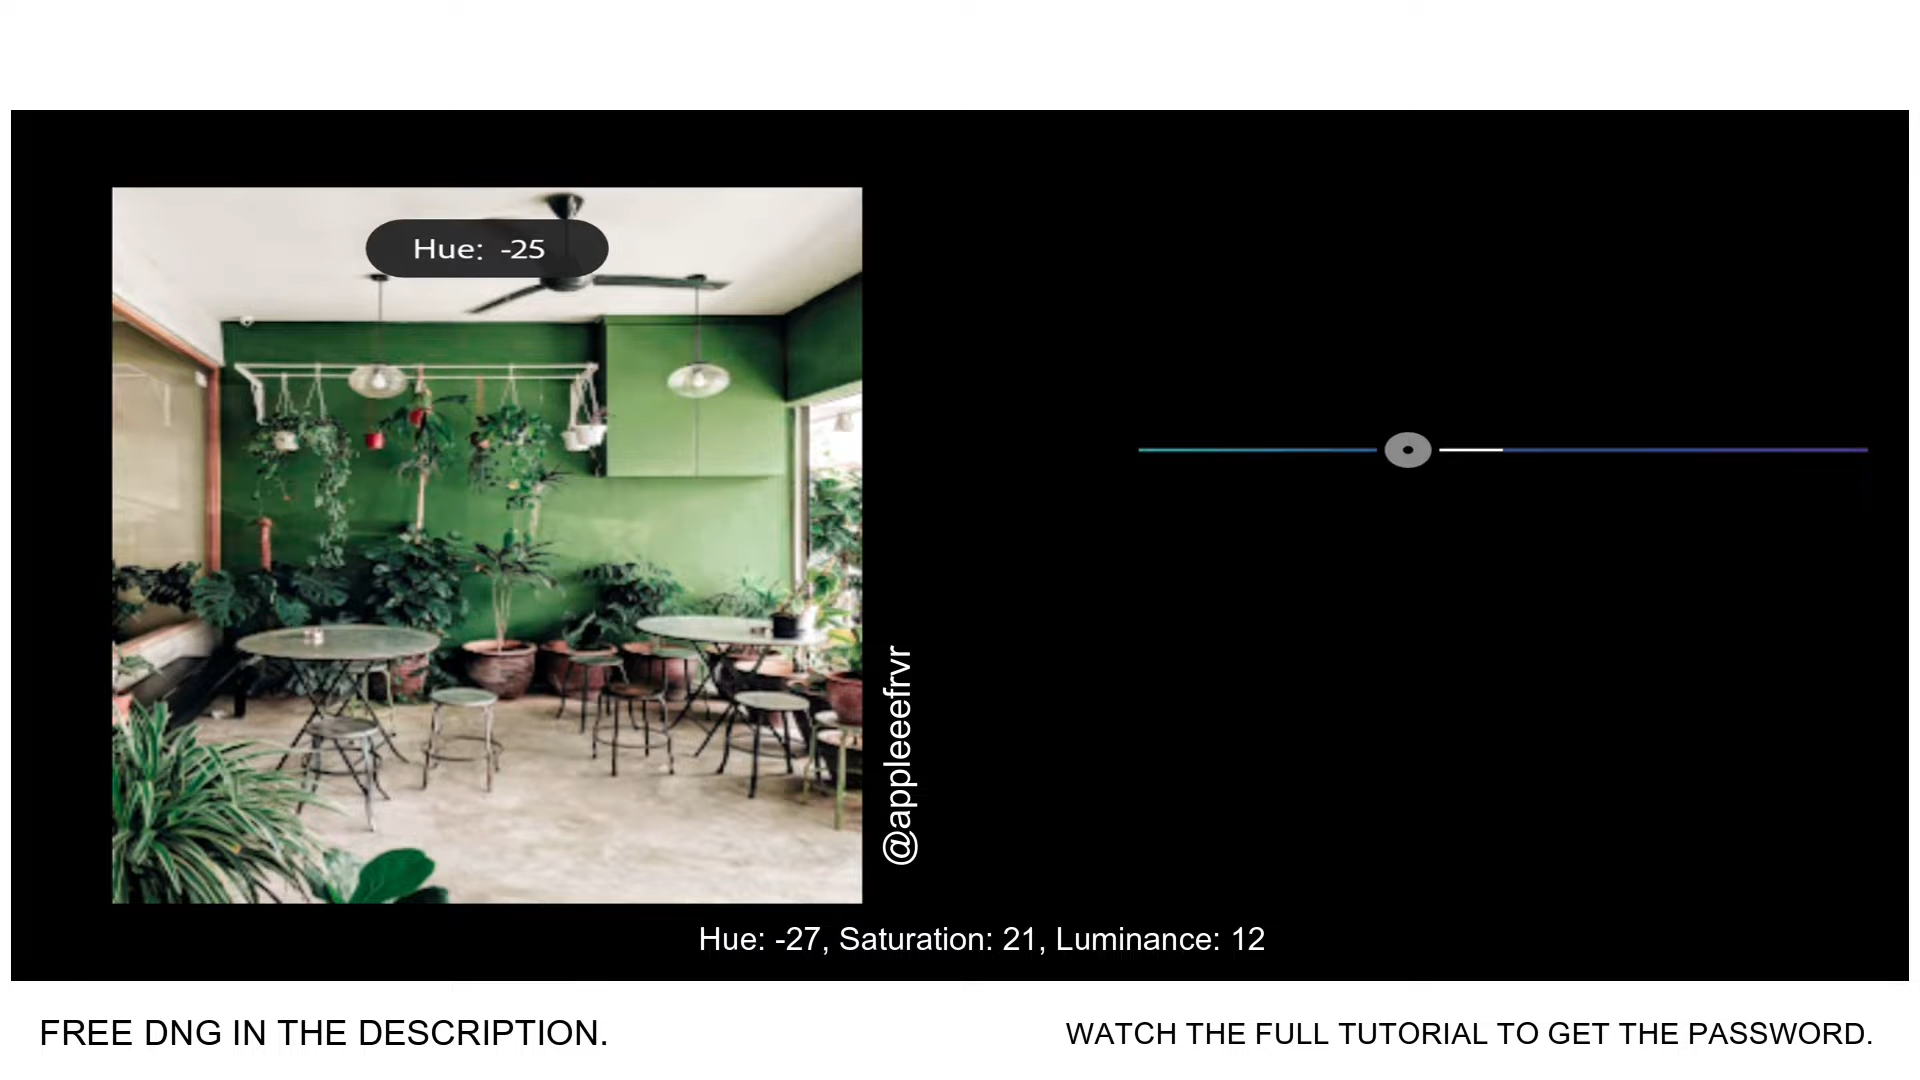 Hue: -25
@appleeefrvr
Hue: -27, Saturation: 21, Luminance: 12
FREE DNG IN THE DESCRIPTION.
WATCH THE FULL TUTORIAL TO GET THE PASSWORD.